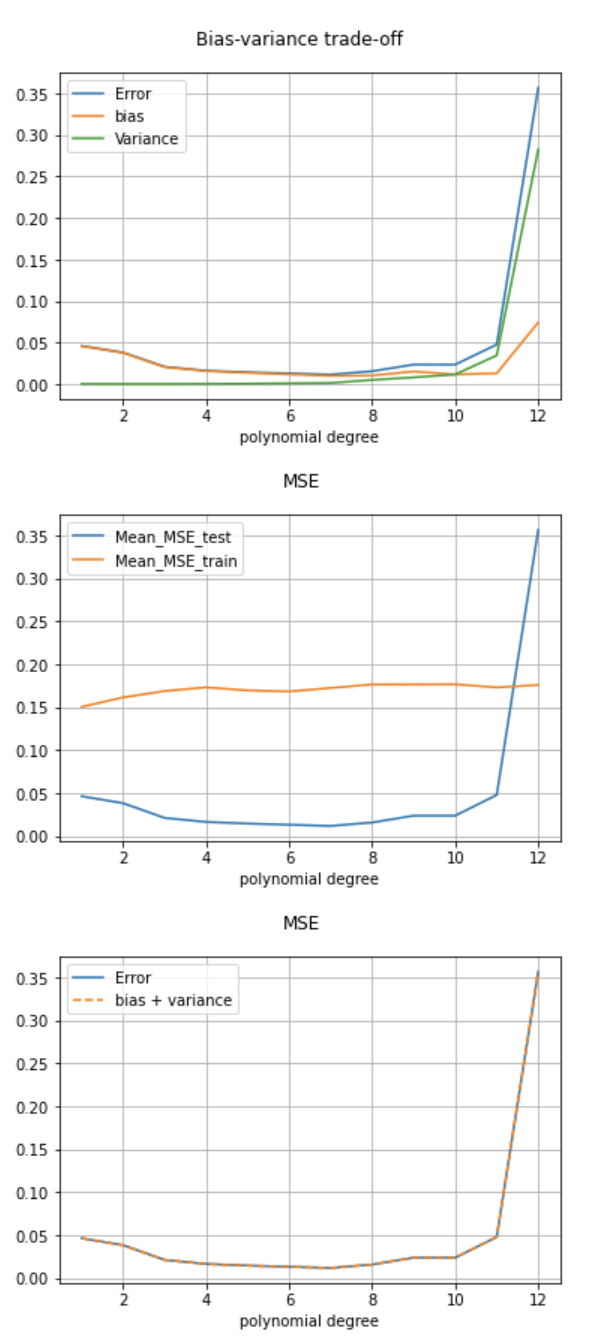 Bias-variance trade-off
Error
bias
Variance
0.35
0.30
0.25
0.20
0.15
0.10
0.05
0.00
2 4 6 8 10 12
polynomial degree
MSE
Mean_MSE_test
Mean_MSE_train
0.35
0.30
0.25
0.20
0.15
0.10
0.05
0.00
2 4 6 8 10 12
polynomial degree
MSE
Error
bias + variance
0.35
0.30
0.25
0.20
0.15
0.10
0.05
0.00
2 4 6 8 10 12
polynomial degree